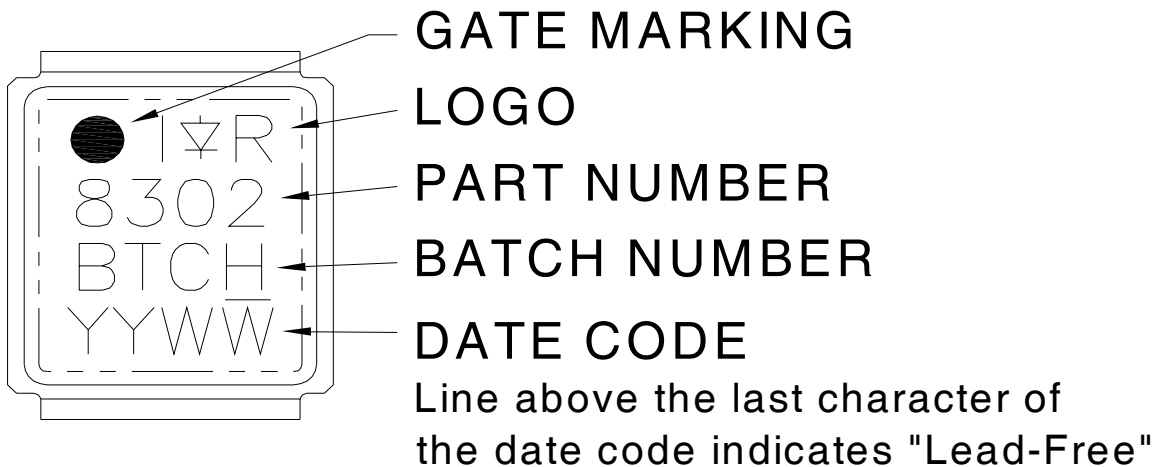 GATE MARKING
I R
LOGO
8302
PART NUMBER
BTCH
BATCH NUMBER
YYWW
DATE CODE
Line above the last character of
the date code indicates "Lead-Free"